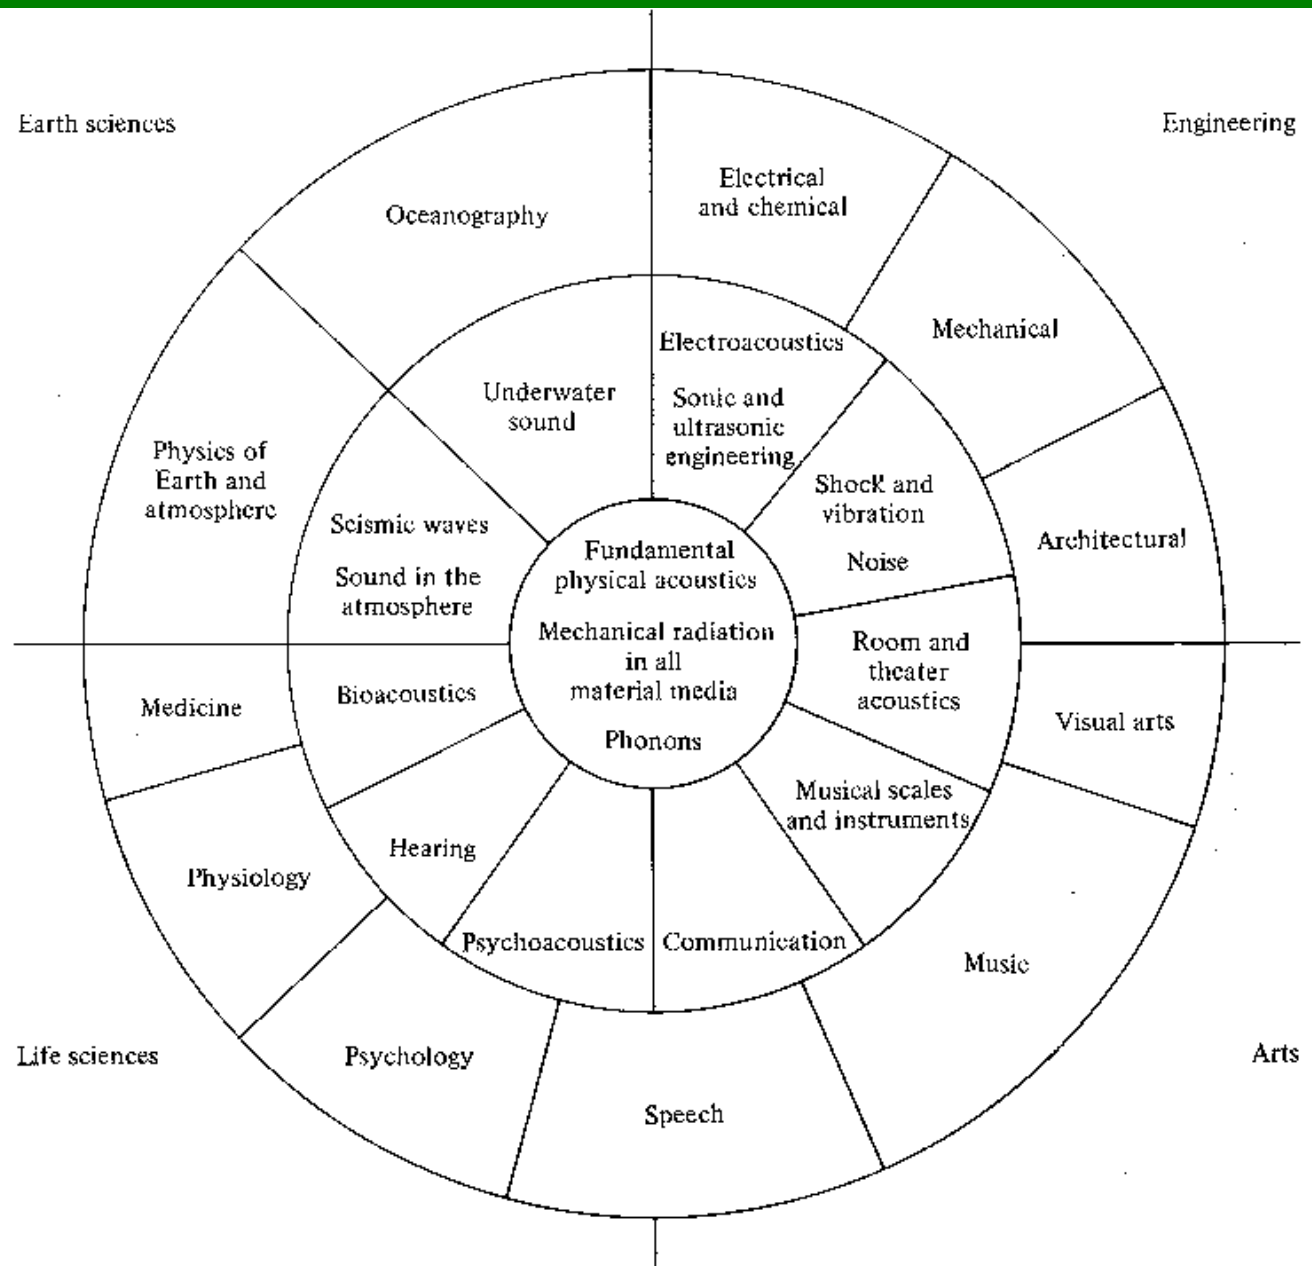 Earth sciences
Engineering
Oceanography
Electrical
and chemical
Mechanical
Architectural
Physics of
Earth and
atmosphere
Underwater
sound
Electroacoustics
Sonic and
ultrasonic
engineering
Shock and
vibration
Noise
Seismic waves
Sound in the
atmosphere
Fundamental
physical acoustics
Mechanical radiation
in all
material media
Phonons
Room and
theater
acoustics
Visual arts
Medicine
Bioacoustics
Musical scales
and instruments
Hearing
Physiology
Psychoacoustics
Communication
Music
Life sciences
Psychology
Speech
Arts